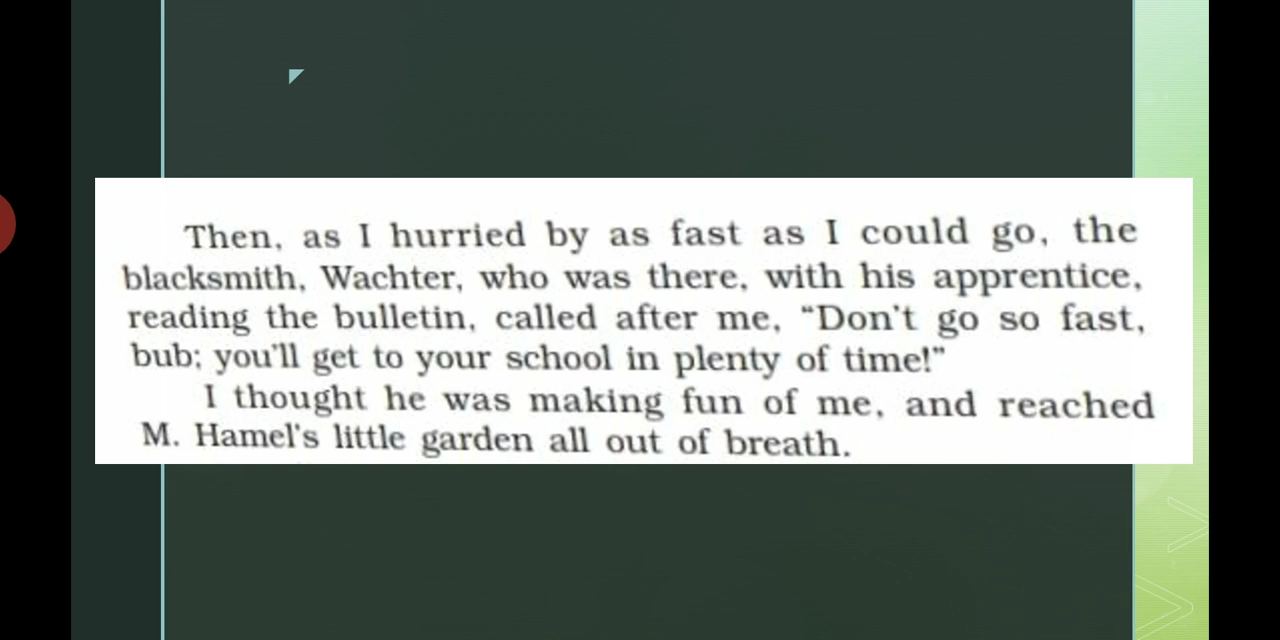 Then, as I hurried by as fast as I could go, the
blacksmith, Wachter, who was there, with his apprentice,
reading the bulletin, called after me, “Don't go so fast,
bub; you'll get to your school in plenty of time!”
I thought he was making fun of me, and reached
M. Hamel's little garden all out of breath.